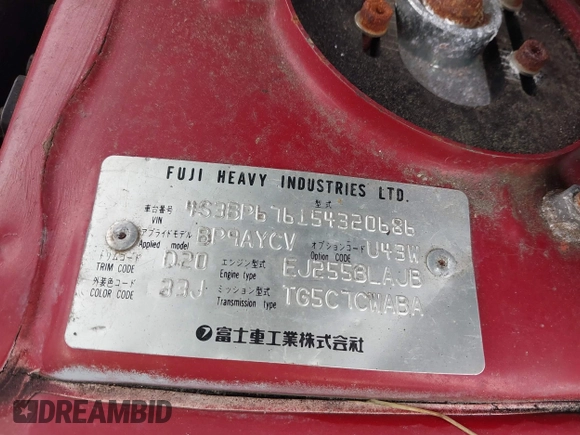 FUJI HEAVY INDUSTRIES LTD.
型式
車台番号 VIN 4S3BP676154320686
アプライドモデル Applied model BP9AYCV オプションコード Option code U43W
トリムコード TRIM CODE D20 エンジン型式 Engine type EJ255BLAJB
外装色コード COLOR CODE 33J ミッション型式 Transmission type TG5C7CWABA
富士重工業株式会社
DREAMBID